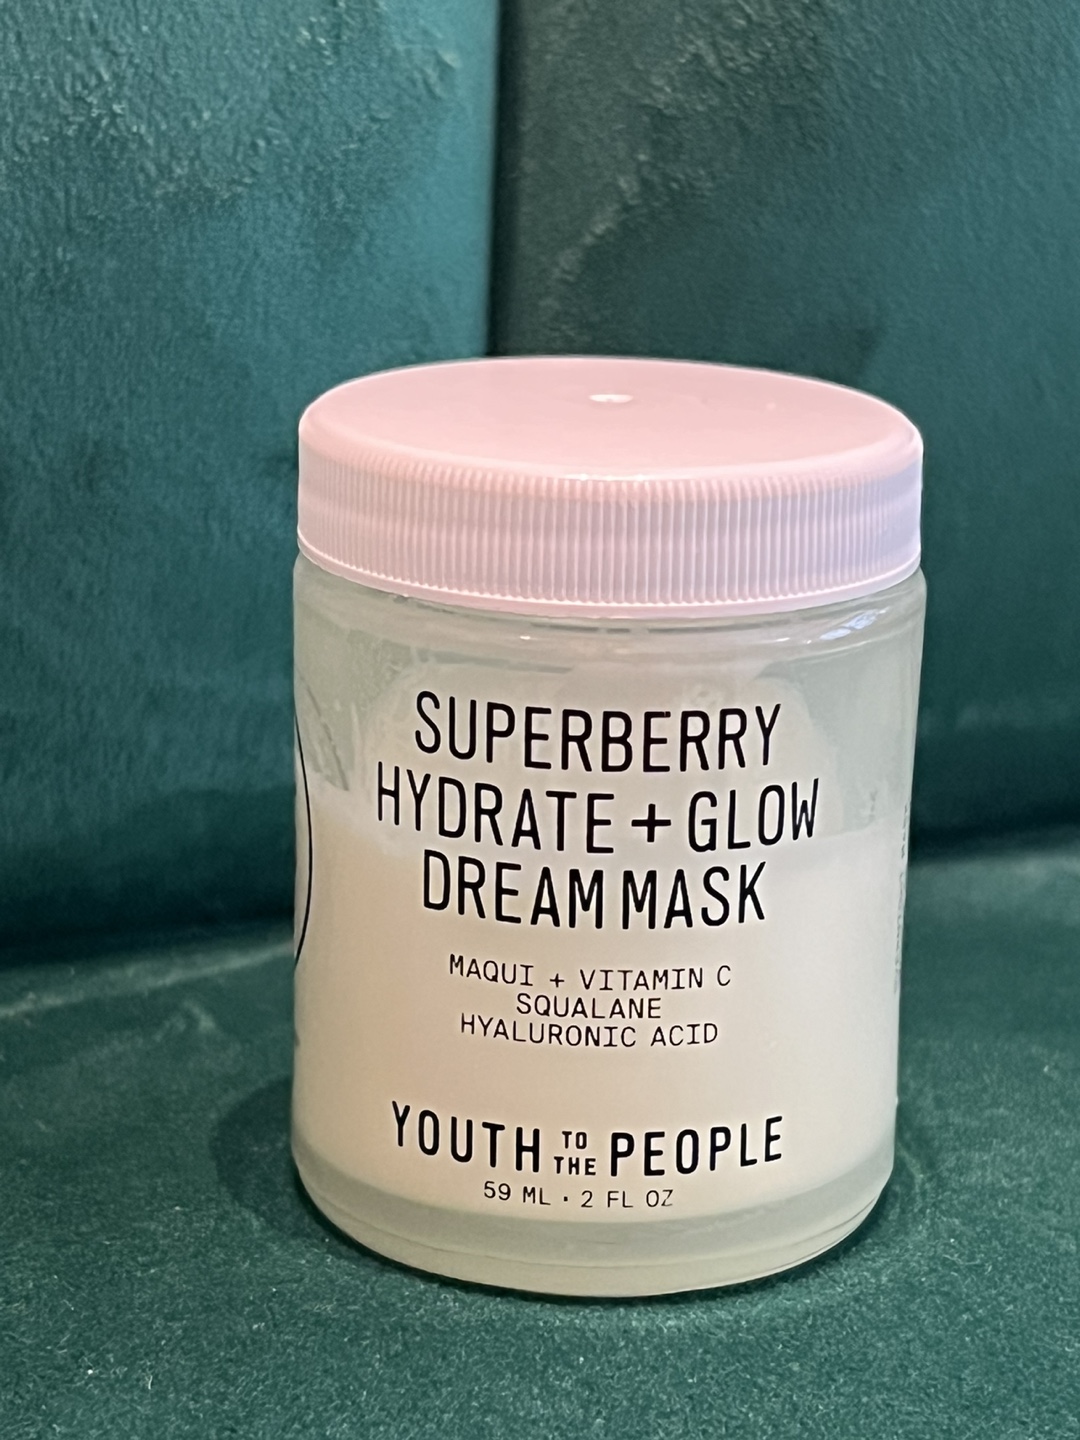 SUPERBERRY
HYDRATE + GLOW
DREAM MASK
MAQUI + VITAMIN C
SQUALANE
HYALURONIC ACID
YOUTH TO THE PEOPLE
59 ML · 2 FL OZ